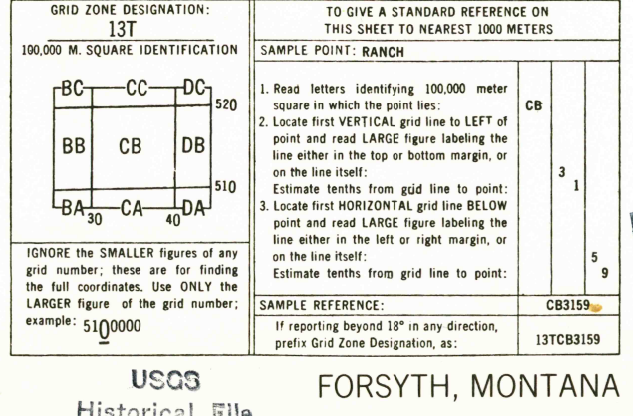 GRID ZONE DESIGNATION:
13T
100,000 M. SQUARE IDENTIFICATION
BC CC DC
520
BB CB DB
510
BA CA DA
30 40
IGNORE the SMALLER figures of any
grid number; these are for finding
the full coordinates. Use ONLY the
LARGER figure of the grid number;
example: 5100000
TO GIVE A STANDARD REFERENCE ON
THIS SHEET TO NEAREST 1000 METERS
SAMPLE POINT: RANCH
1. Read letters identifying 100,000 meter
square in which the point lies: CB
2. Locate first VERTICAL grid line to LEFT of
point and read LARGE figure labeling the
line either in the top or bottom margin, or
on the line itself: 3
Estimate tenths from grid line to point: 1
3. Locate first HORIZONTAL grid line BELOW
point and read LARGE figure labeling the
line either in the left or right margin, or
on the line itself: 5
Estimate tenths from grid line to point: 9
SAMPLE REFERENCE: CB3159
If reporting beyond 18° in any direction,
prefix Grid Zone Designation, as: 13TCB3159
USGS
Historical File
FORSYTH, MONTANA